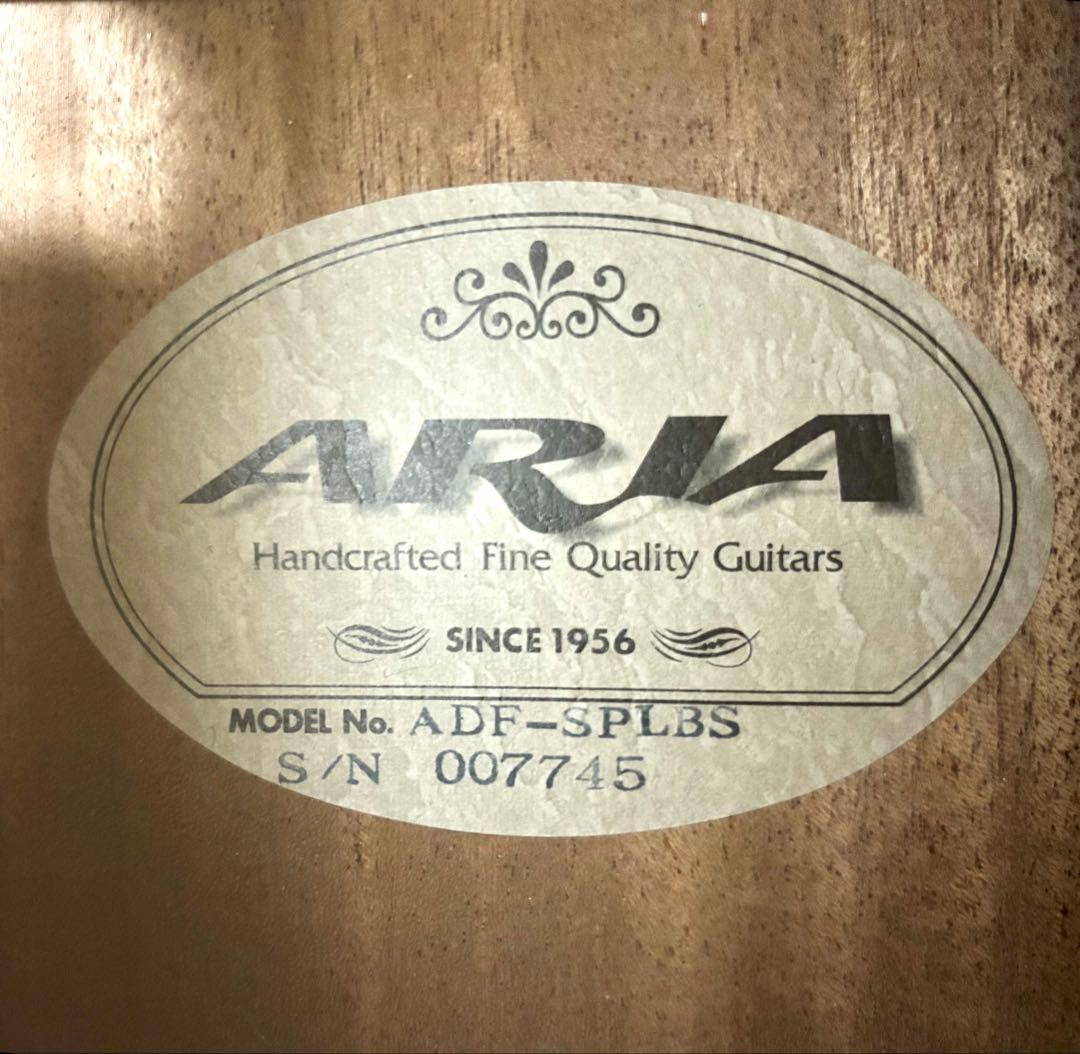 ARIA
Handcrafted Fine Quality Guitars
SINCE 1956
MODEL No. ADF-SPLBS
S/N 007745